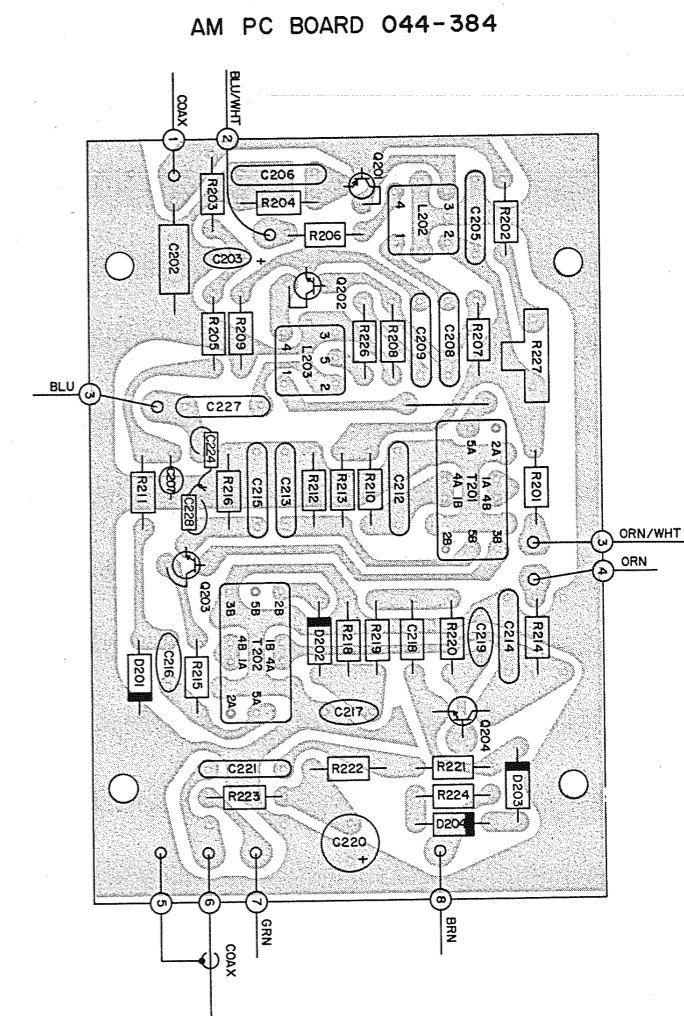 AM PC BOARD 044-384
COAX
BLU/WHT
1
2
Q201
C206
R203
R204
4
3
L202
1
2
C205
R202
R206
C202
C203
+
Q202
R205
R209
4
3
L203
5
1
2
R226
R208
C209
C208
R207
R227
BLU
3
C227
C224
5A
2A
R211
C207
R216
C215
C213
R212
R213
R210
C212
4A
1B
T201
1A
4B
R201
C228
2B
5B
3B
3
ORN/WHT
4
ORN
Q203
3B
5B
2B
D202
R218
R219
C218
R220
C219
C214
R214
4B
1A
T202
1B
4A
D201
C216
R215
2A
5A
C217
Q204
C221
R222
R221
D203
R223
R224
D204
C220
+
5
6
7
8
GRN
BRN
COAX